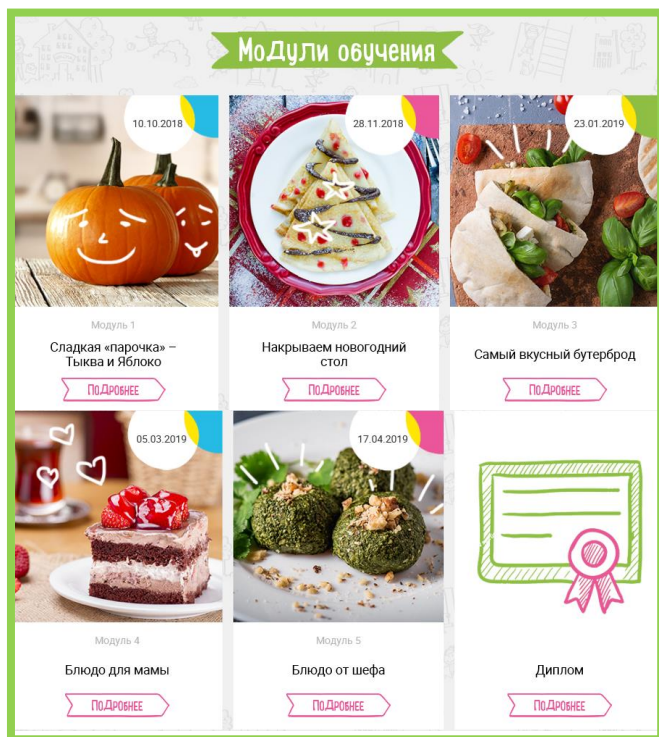 Модули обучения
10.10.2018
28.11.2018
23.01.2019
Модуль 1
Модуль 2
Модуль 3
Сладкая «парочка» –
Тыква и Яблоко
Накрываем новогодний
стол
Самый вкусный бутерброд
Подробнее
Подробнее
Подробнее
05.03.2019
17.04.2019
Модуль 4
Модуль 5
Блюдо для мамы
Блюдо от шефа
Диплом
Подробнее
Подробнее
Подробнее